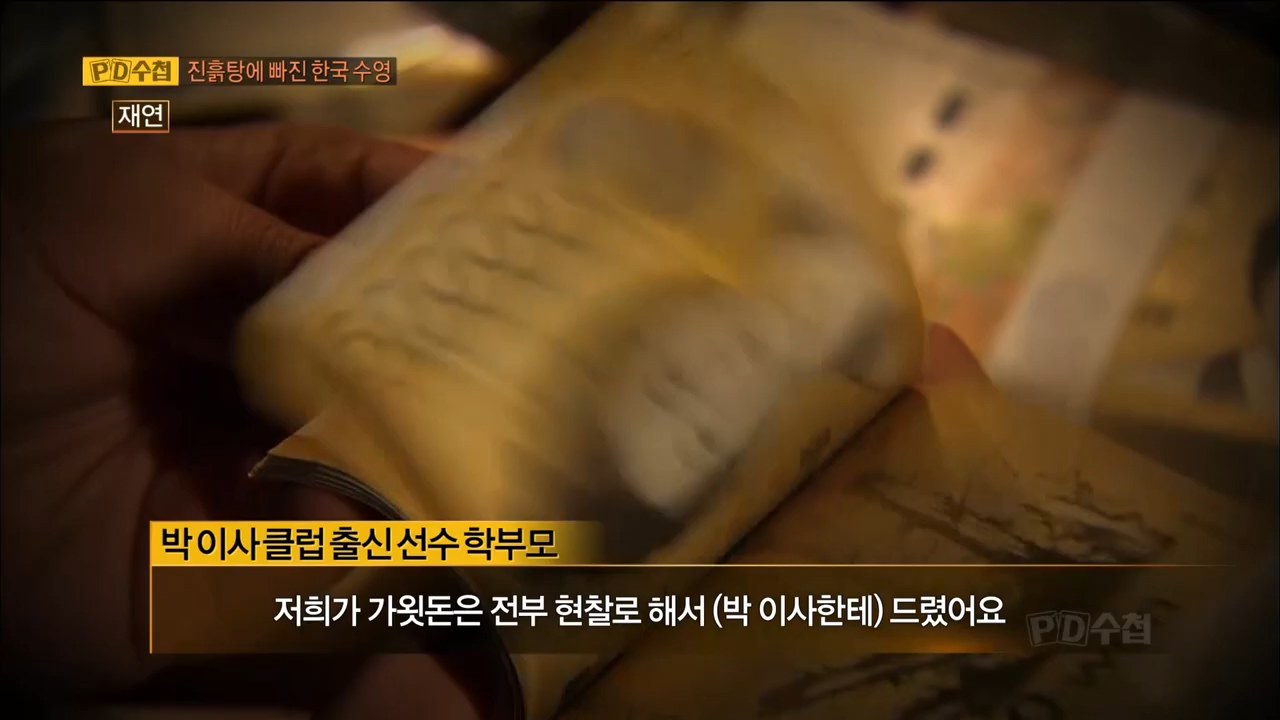 PD수첩 진흙탕에 빠진 한국 수영
재연
박 이사 클럽 출신 선수 학부모
저희가 가욋돈은 전부 현찰로 해서 (박 이사한테) 드렸어요
PD수첩